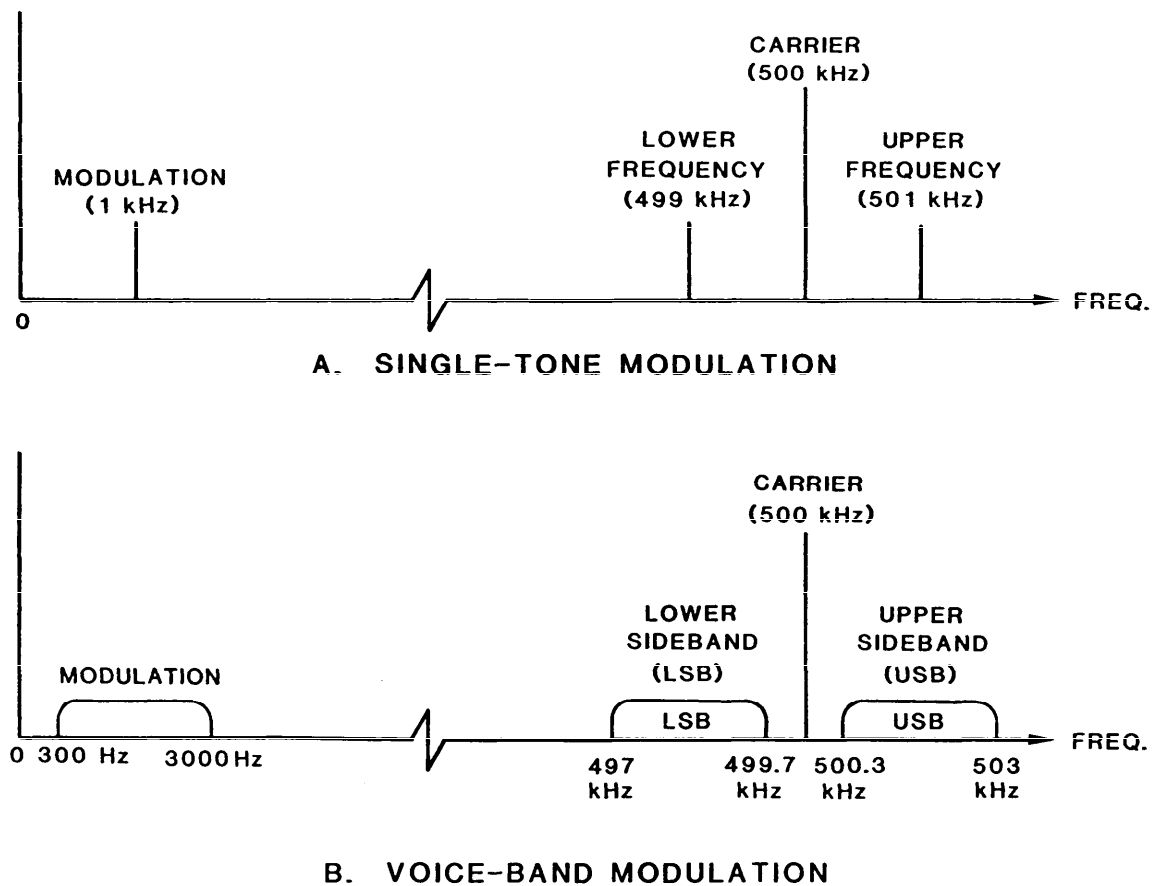 CARRIER
(500 kHz)
LOWER
FREQUENCY
(499 kHz)
UPPER
FREQUENCY
(501 kHz)
MODULATION
(1 kHz)
FREQ.
0
A. SINGLE-TONE MODULATION
CARRIER
(500 kHz)
LOWER
SIDEBAND
(LSB)
UPPER
SIDEBAND
(USB)
MODULATION
LSB
USB
FREQ.
0 300 Hz 3000Hz
497
kHz
499.7
kHz
500.3
kHz
503
kHz
B. VOICE-BAND MODULATION